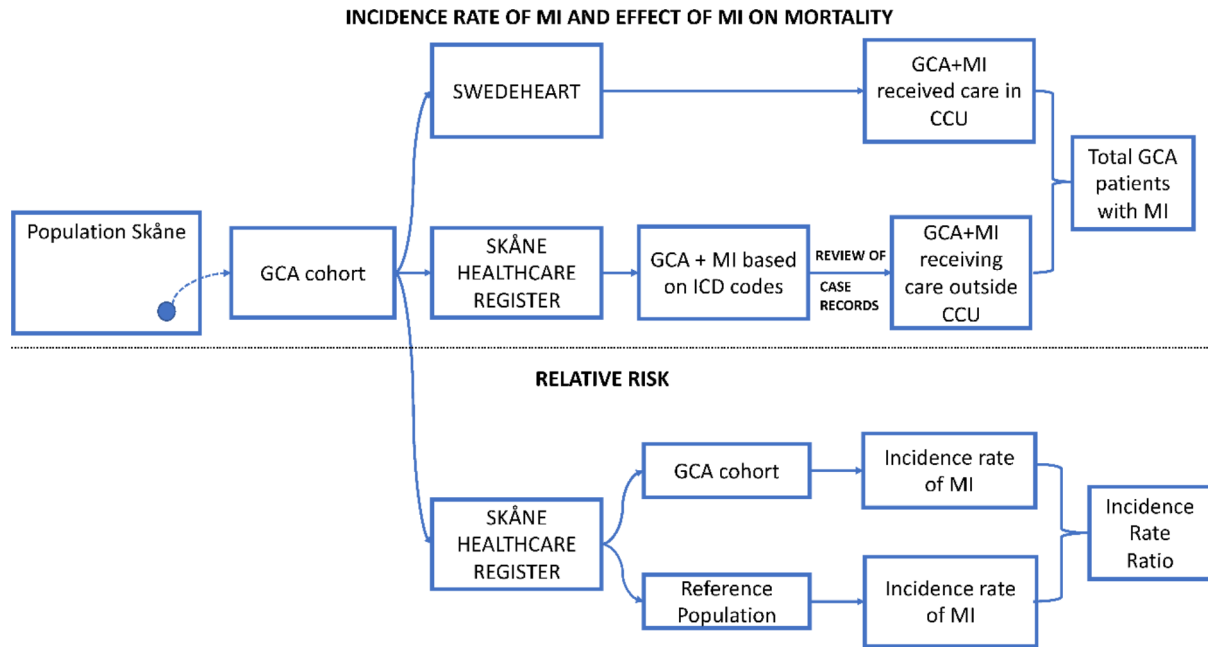 INCIDENCE RATE OF MI AND EFFECT OF MI ON MORTALITY
SWEDEHEART
GCA+MI
received care in
CCU
Total GCA
patients
with MI
Population Skåne
GCA cohort
SKÅNE
HEALTHCARE
REGISTER
GCA + MI based
on ICD codes
REVIEW OF
CASE
RECORDS
GCA+MI
receiving
care outside
CCU
RELATIVE RISK
SKÅNE
HEALTHCARE
REGISTER
GCA cohort
Incidence rate
of MI
Reference
Population
Incidence rate
of MI
Incidence
Rate
Ratio